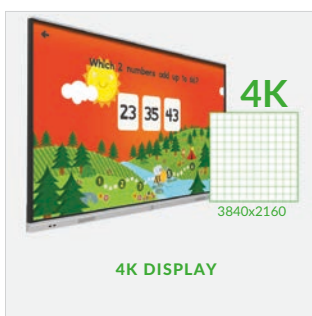 Which 2 numbers add up to 66?
23 35 43
4K
3840x2160
4K DISPLAY